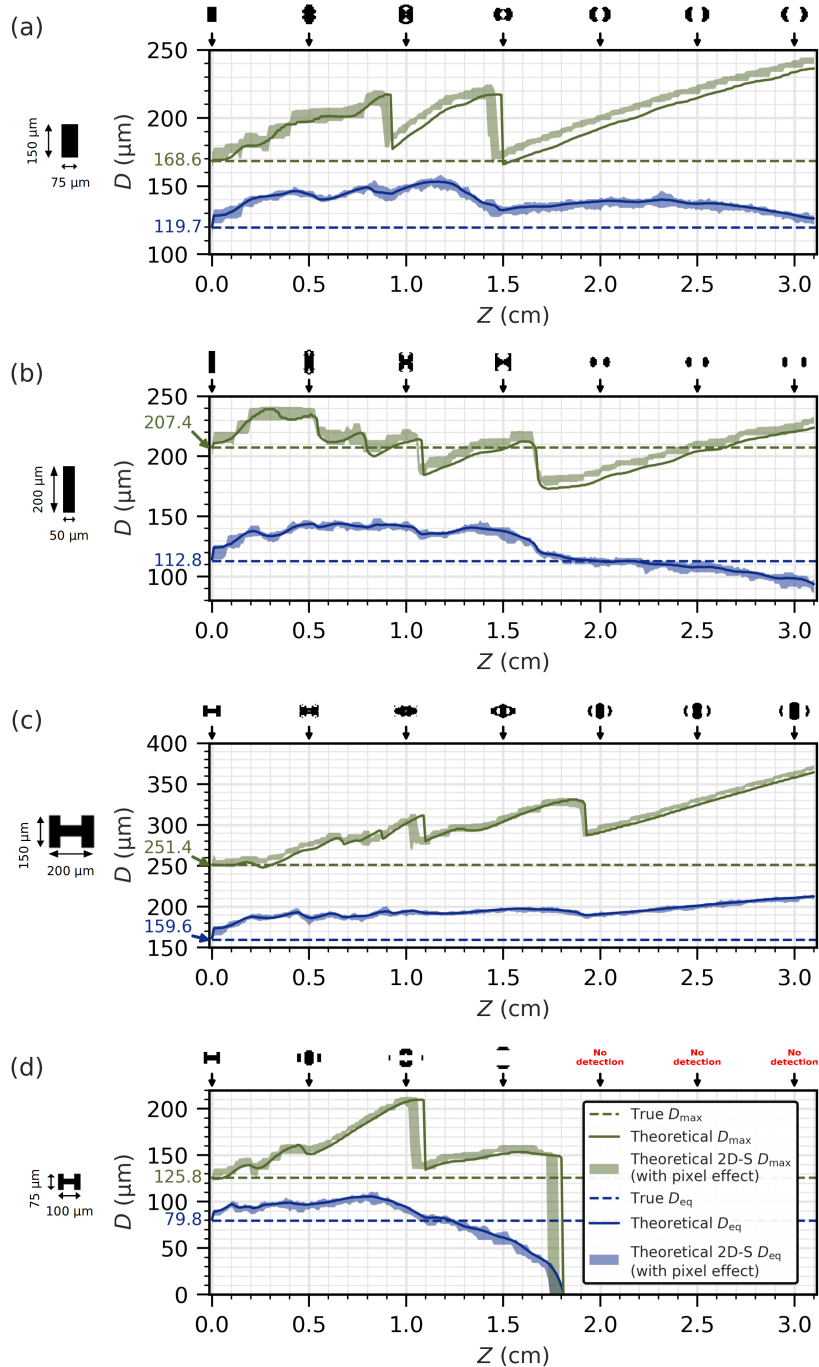 (a)
250
200
168.6
150
119.7
100
D (μm)
150 μm
75 μm
0.0 0.5 1.0 1.5 2.0 2.5 3.0
Z (cm)
(b)
250
207.4
200
150
112.8
100
D (μm)
200 μm
50 μm
0.0 0.5 1.0 1.5 2.0 2.5 3.0
Z (cm)
(c)
400
350
300
251.4
250
200
159.6
150
D (μm)
150 μm
200 μm
0.0 0.5 1.0 1.5 2.0 2.5 3.0
Z (cm)
(d)
No detection
No detection
No detection
200
150
125.8
100
79.8
50
0
D (μm)
75 μm
100 μm
True Dmax
Theoretical Dmax
Theoretical 2D-S Dmax
(with pixel effect)
True Deq
Theoretical Deq
Theoretical 2D-S Deq
(with pixel effect)
0.0 0.5 1.0 1.5 2.0 2.5 3.0
Z (cm)